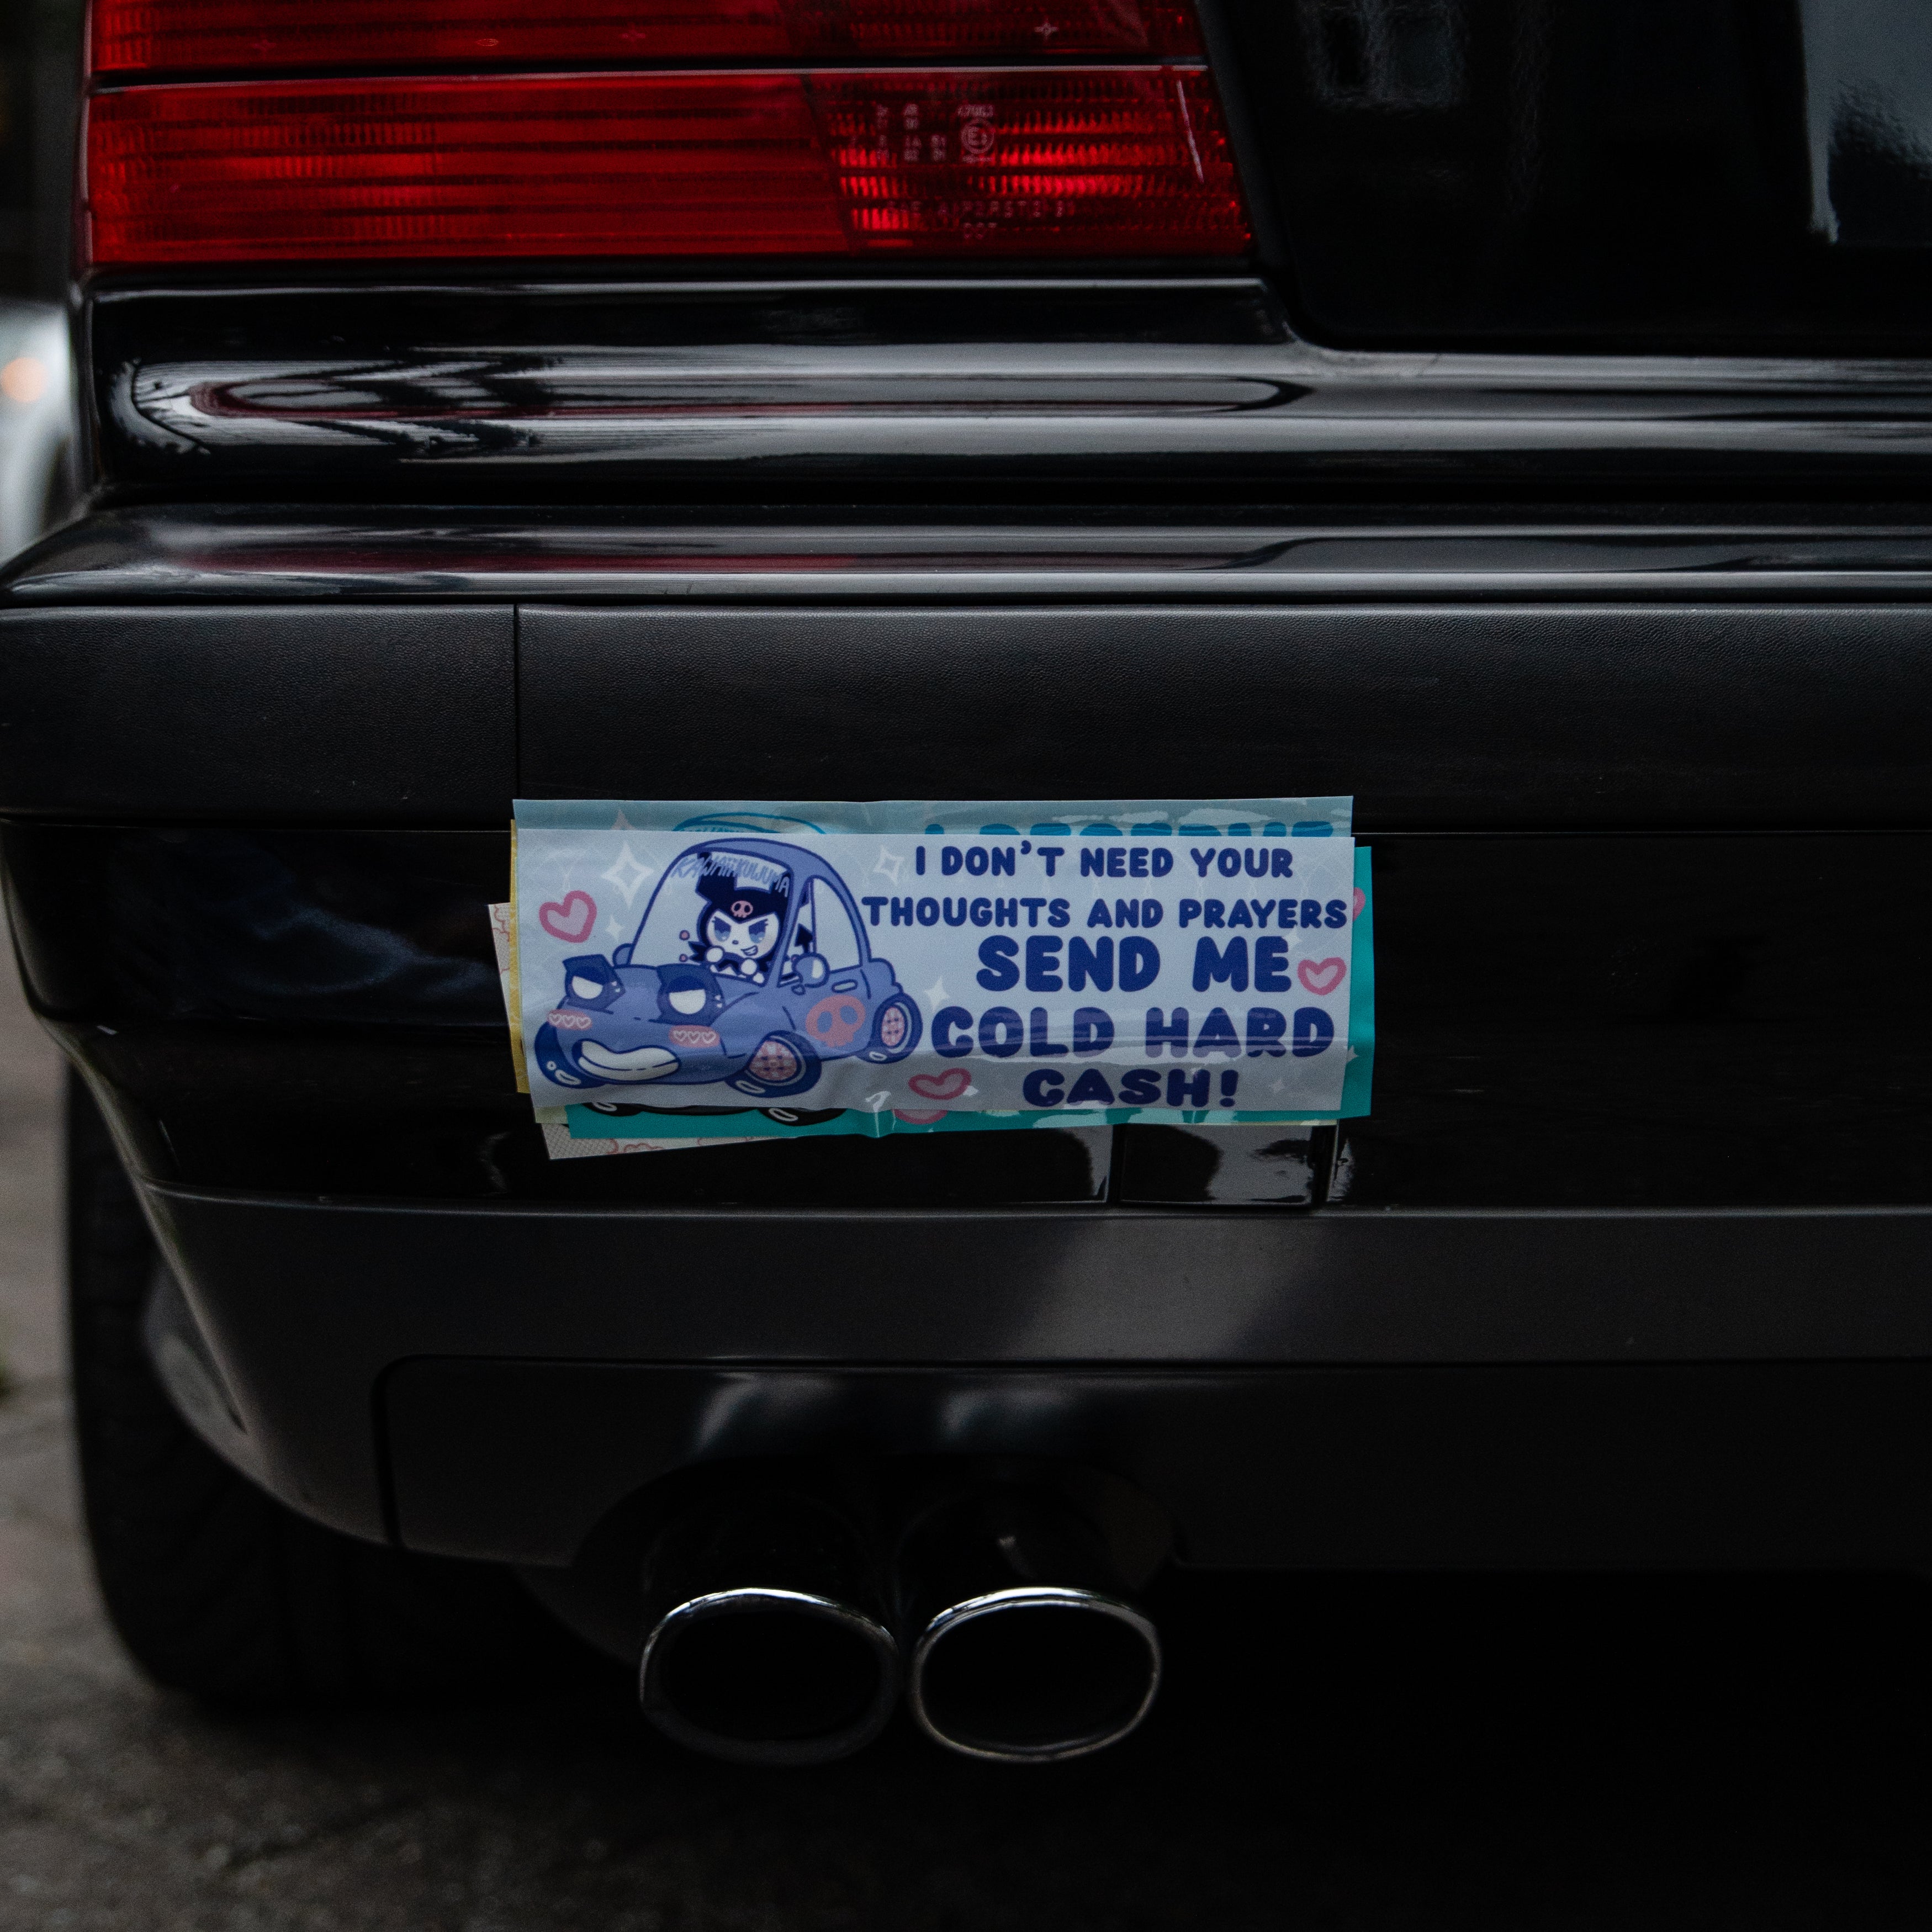 I DON'T NEED YOUR
THOUGHTS AND PRAYERS
SEND ME
COLD HARD
CASH!